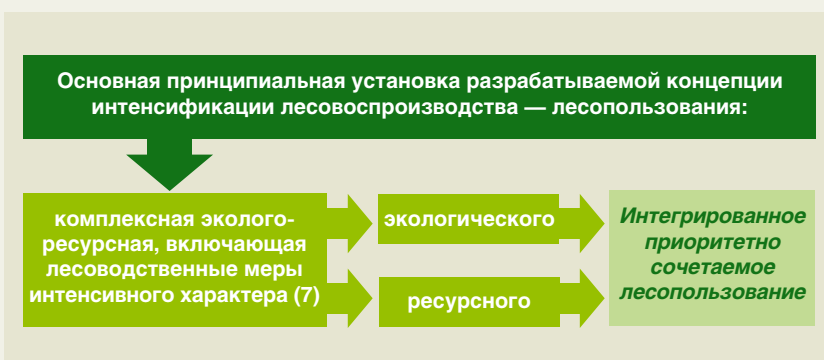 Основная принципиальная установка разрабатываемой концепции
интенсификации лесовоспроизводства — лесопользования:
комплексная эколого-
ресурсная, включающая
лесоводственные меры
интенсивного характера (7)
экологического
ресурсного
Интегрированное
приоритетно
сочетаемое
лесопользование